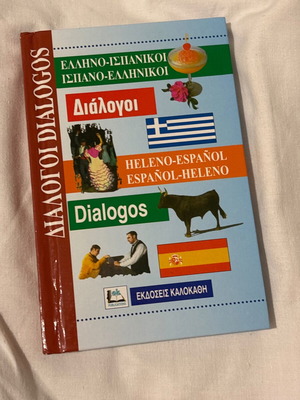 ΔΙΑΛΟΓΟΙ DIALOGOS
ΕΛΛΗΝΟ-ΙΣΠΑΝΙΚΟΙ
ΙΣΠΑΝΟ-ΕΛΛΗΝΙΚΟΙ
Διάλογοι
HELENO-ESPAÑOL
ESPAÑOL-HELENO
Dialogos
ΕΚΔΟΣΕΙΣ ΚΑΛΟΚΑΘΗ